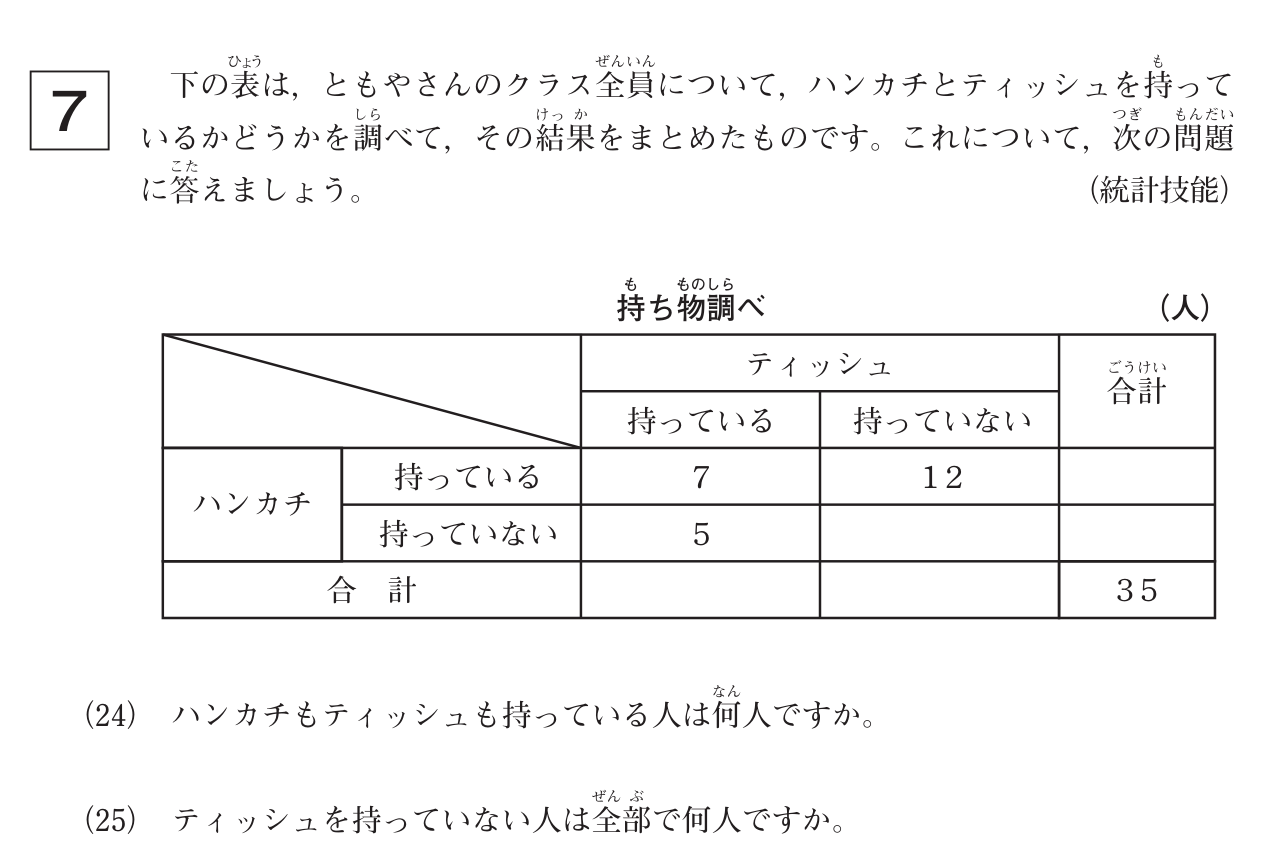 7
下の表は，ともやさんのクラス全員について，ハンカチとティッシュを持って
いるかどうかを調べて，その結果をまとめたものです。これについて，次の問題
に答えましょう。 （統計技能）
持ち物調べ （人）
ティッシュ 合計
持っている 持っていない
ハンカチ 持っている 7 12
持っていない 5
合 計 35
(24) ハンカチもティッシュも持っている人は何人ですか。
(25) ティッシュを持っていない人は全部で何人ですか。